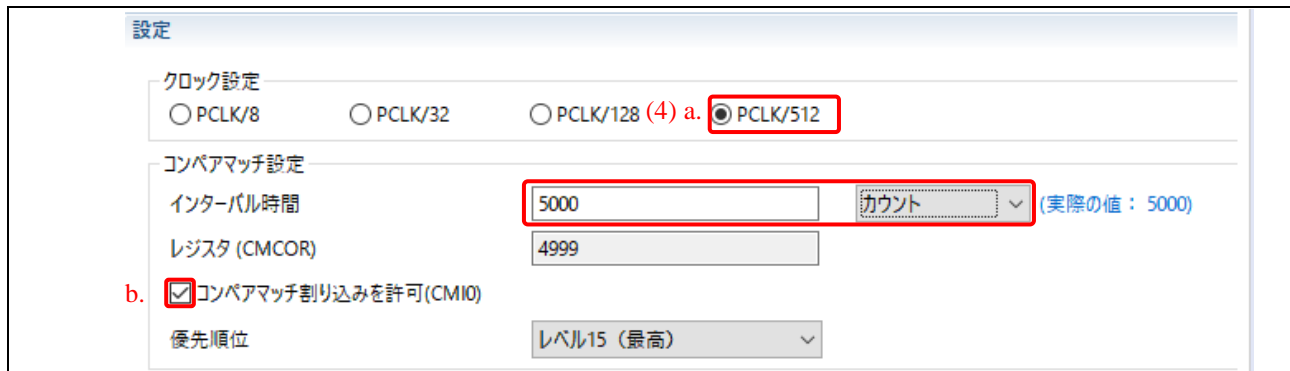 設定
クロック設定
PCLK/8 PCLK/32 PCLK/128 (4) a. PCLK/512
コンペアマッチ設定
インターバル時間 5000 カウント (実際の値： 5000)
レジスタ (CMCOR) 4999
b. コンペアマッチ割り込みを許可(CMI0)
優先順位 レベル15（最高）